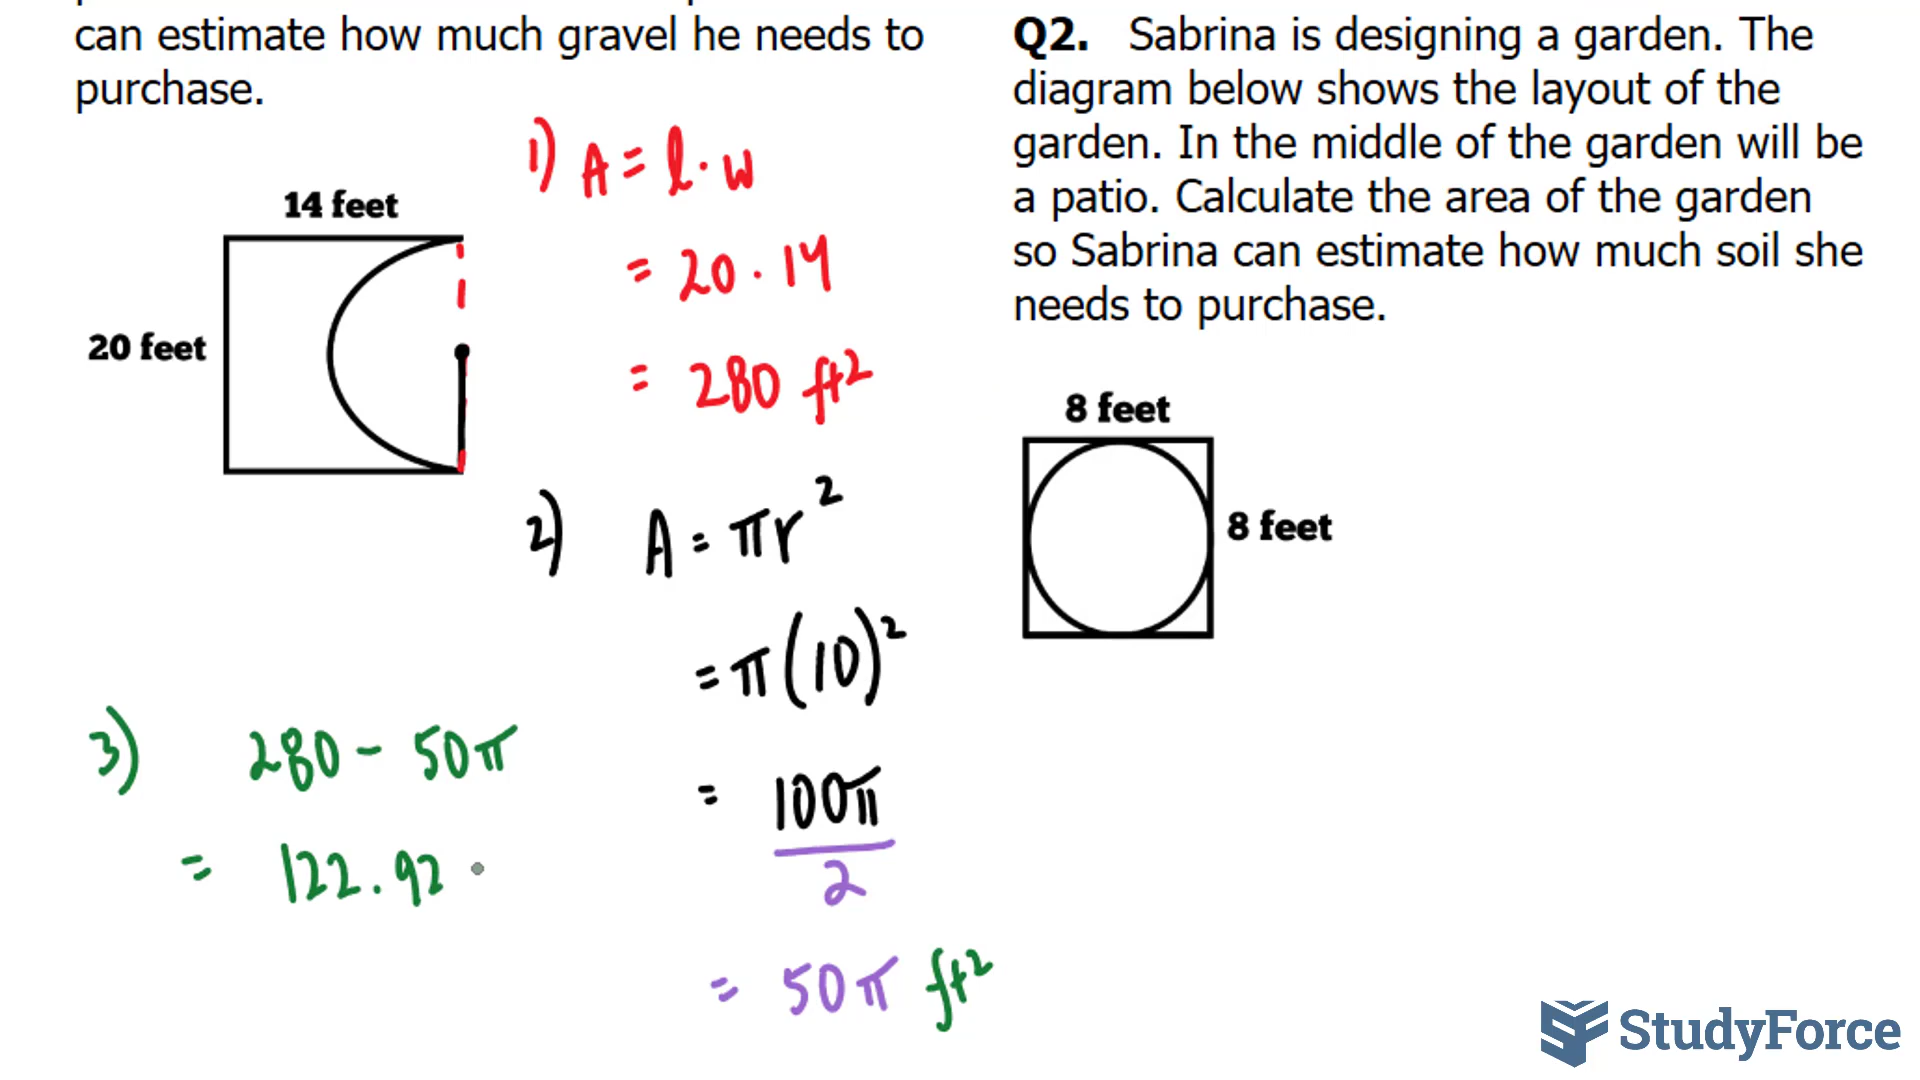 can estimate how much gravel he needs to
purchase.
14 feet
20 feet
1) A = l · w
= 20 · 14
= 280 ft²
2) A = πr²
= π(10)²
= 100π
2
= 50π ft²
3) 280 - 50π
= 122.92
Q2. Sabrina is designing a garden. The
diagram below shows the layout of the
garden. In the middle of the garden will be
a patio. Calculate the area of the garden
so Sabrina can estimate how much soil she
needs to purchase.
8 feet
8 feet
StudyForce